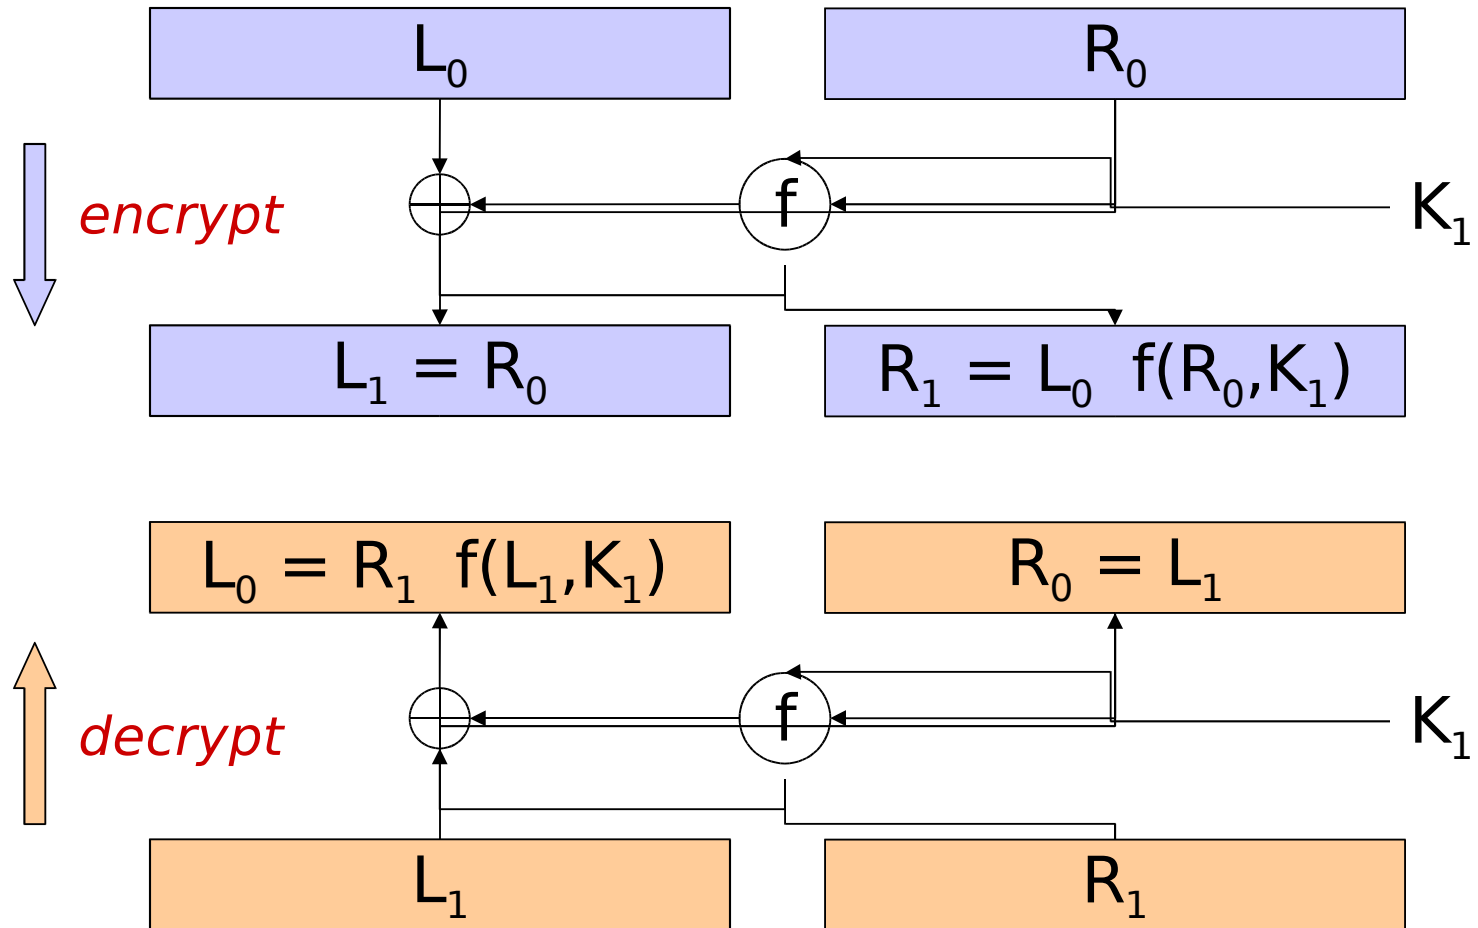 L₀ R₀
f
encrypt K₁
L₁ = R₀ R₁ = L₀ f(R₀,K₁)
L₀ = R₁ f(L₁,K₁) R₀ = L₁
f
decrypt K₁
L₁ R₁